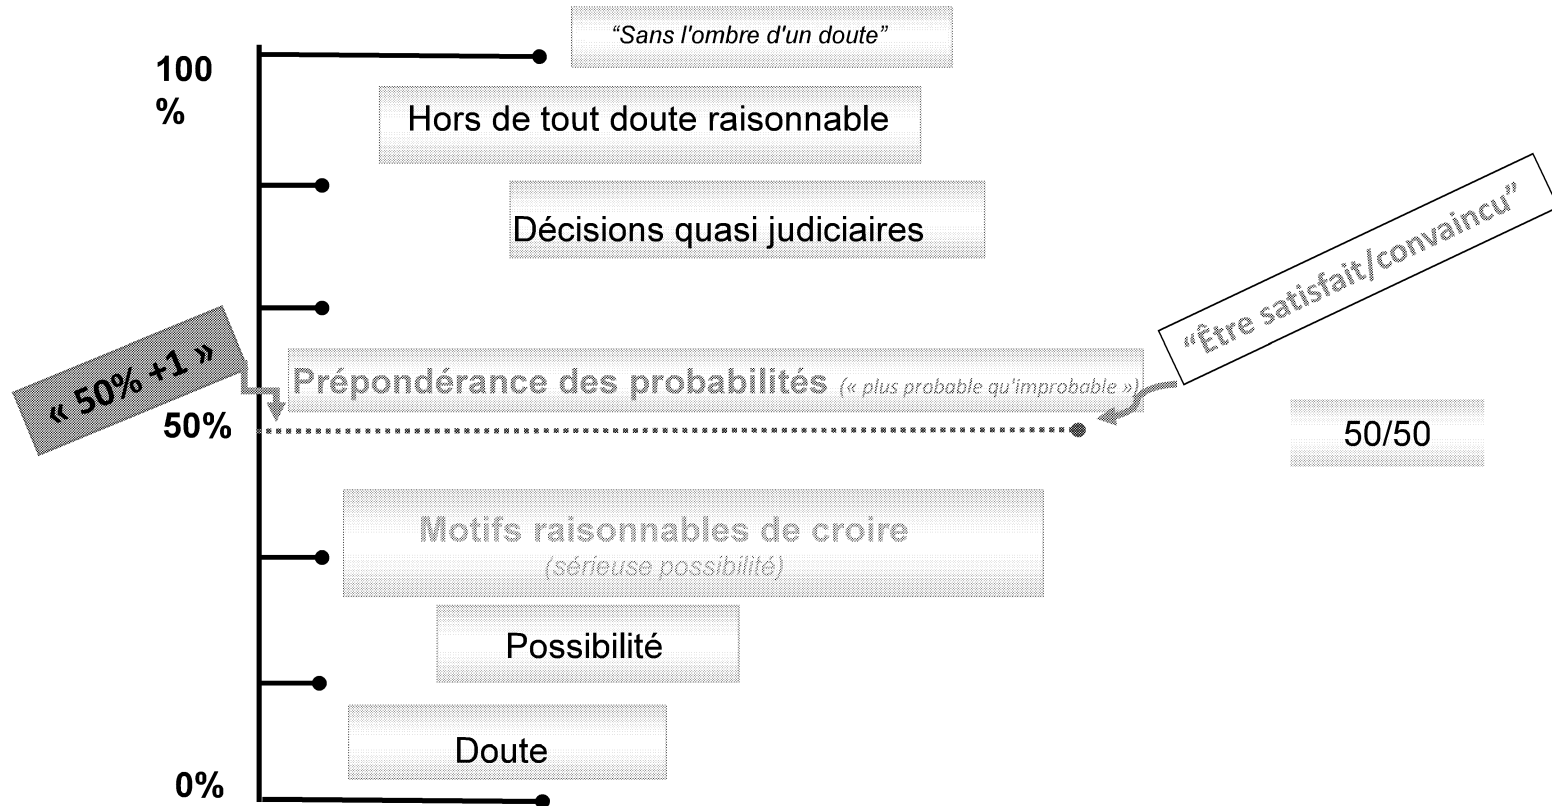 “Sans l'ombre d'un doute”
100
%
Hors de tout doute raisonnable
Décisions quasi judiciaires
“Être satisfait/convaincu”
« 50% +1 »
Prépondérance des probabilités (« plus probable qu'improbable »)
50%
50/50
Motifs raisonnables de croire
(sérieuse possibilité)
Possibilité
Doute
0%